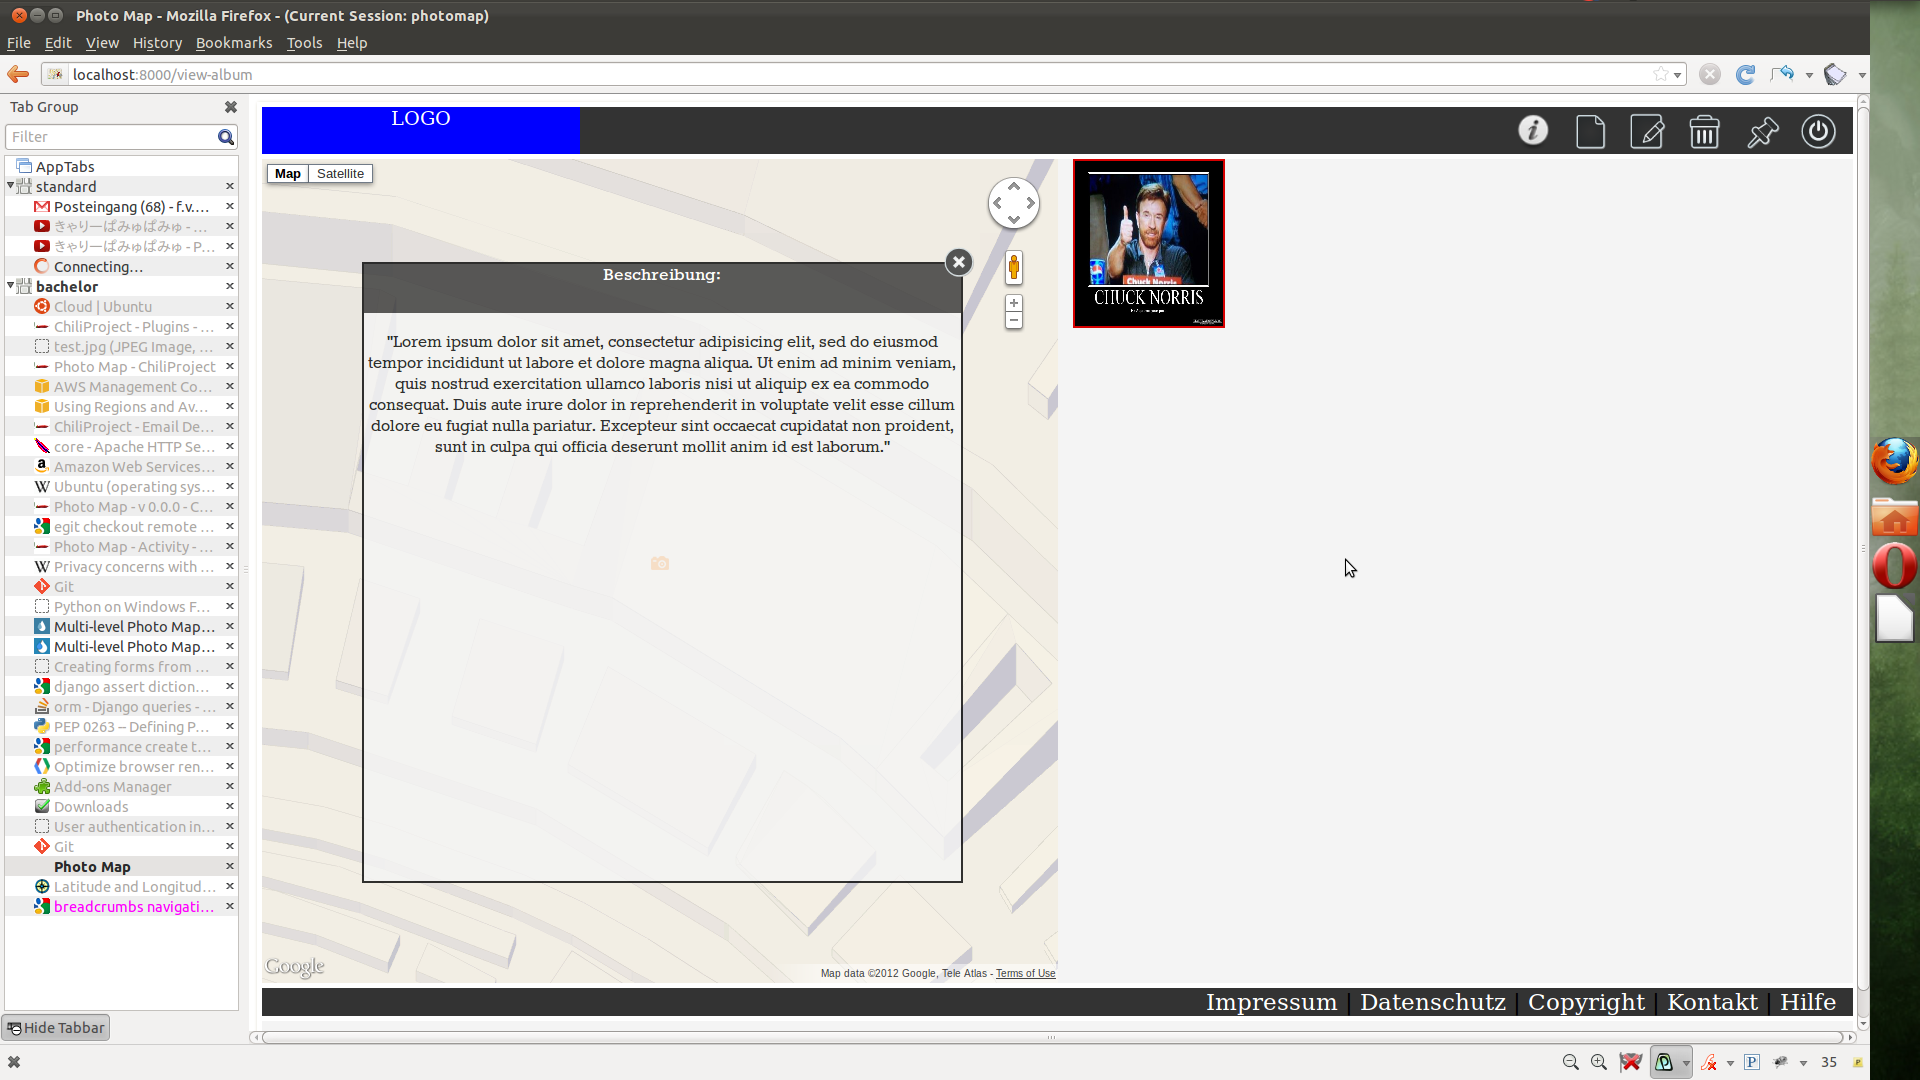 Photo Map - Mozilla Firefox - (Current Session: photomap)
File Edit View History Bookmarks Tools Help
localhost:8000/view-album
Tab Group
Filter
AppTabs
standard
Posteingang (68) - f.v....
きゃりーぱみゅぱみゅ - ...
きゃりーぱみゅぱみゅ - P...
Connecting...
bachelor
Cloud | Ubuntu
ChiliProject - Plugins - ...
test.jpg (JPEG Image, ...
Photo Map - ChiliProject
AWS Management Co...
Using Regions and Av...
ChiliProject - Email De...
core - Apache HTTP Se...
Amazon Web Services...
Ubuntu (operating sys...
Photo Map - v 0.0.0 - C...
egit checkout remote ...
Photo Map - Activity - ...
Privacy concerns with ...
Git
Python on Windows F...
Multi-level Photo Map...
Multi-level Photo Map...
Creating forms from ...
django assert diction...
orm - Django queries - ...
PEP 0263 -- Defining P...
performance create t...
Optimize browser ren...
Add-ons Manager
Downloads
User authentication in...
Git
Photo Map
Latitude and Longitud...
breadcrumbs navigati...
Hide Tabbar
LOGO
Map Satellite
Beschreibung:
"Lorem ipsum dolor sit amet, consectetur adipisicing elit, sed do eiusmod
tempor incididunt ut labore et dolore magna aliqua. Ut enim ad minim veniam,
quis nostrud exercitation ullamco laboris nisi ut aliquip ex ea commodo
consequat. Duis aute irure dolor in reprehenderit in voluptate velit esse cillum
dolore eu fugiat nulla pariatur. Excepteur sint occaecat cupidatat non proident,
sunt in culpa qui officia deserunt mollit anim id est laborum."
Google
Map data ©2012 Google, Tele Atlas - Terms of Use
Chuck Norris
CHUCK NORRIS
Impressum | Datenschutz | Copyright | Kontakt | Hilfe
35